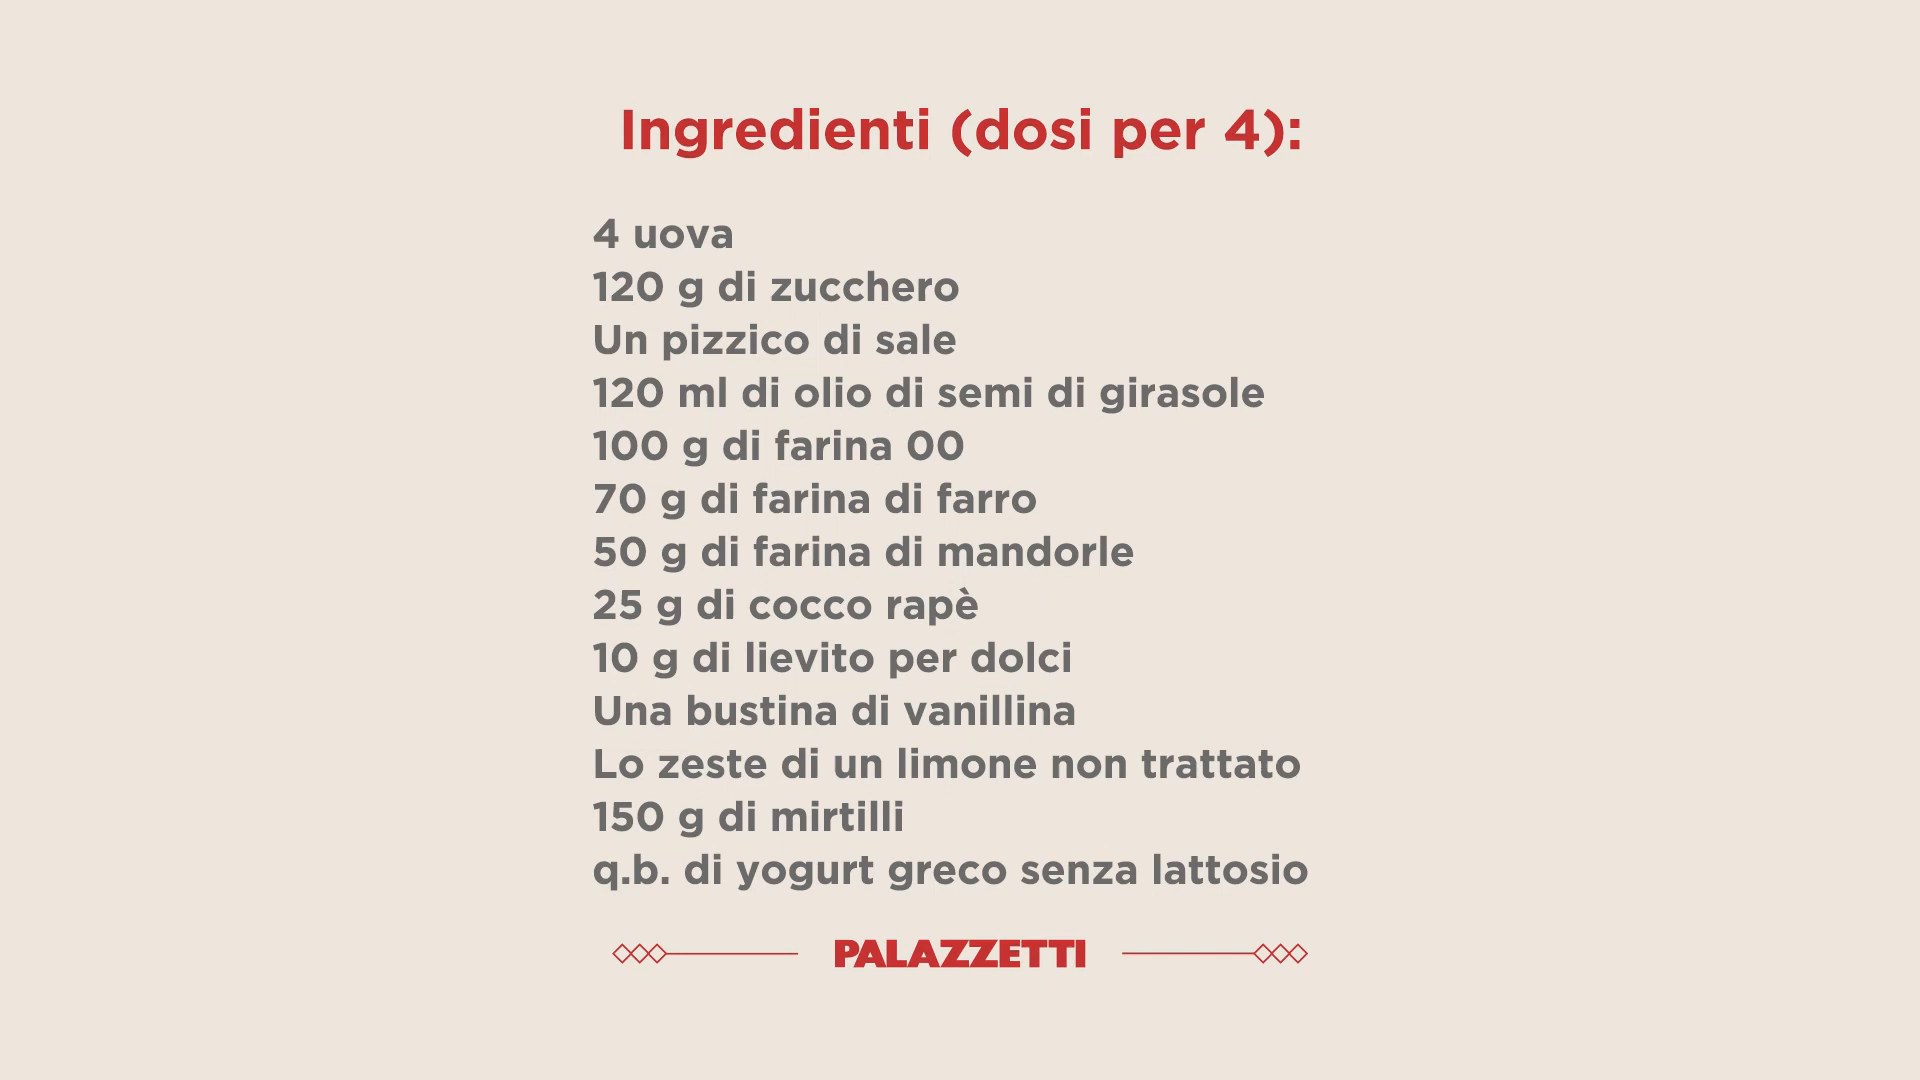 Ingredienti (dosi per 4):
4 uova
120 g di zucchero
Un pizzico di sale
120 ml di olio di semi di girasole
100 g di farina 00
70 g di farina di farro
50 g di farina di mandorle
25 g di cocco rapè
10 g di lievito per dolci
Una bustina di vanillina
Lo zeste di un limone non trattato
150 g di mirtilli
q.b. di yogurt greco senza lattosio
PALAZZETTI